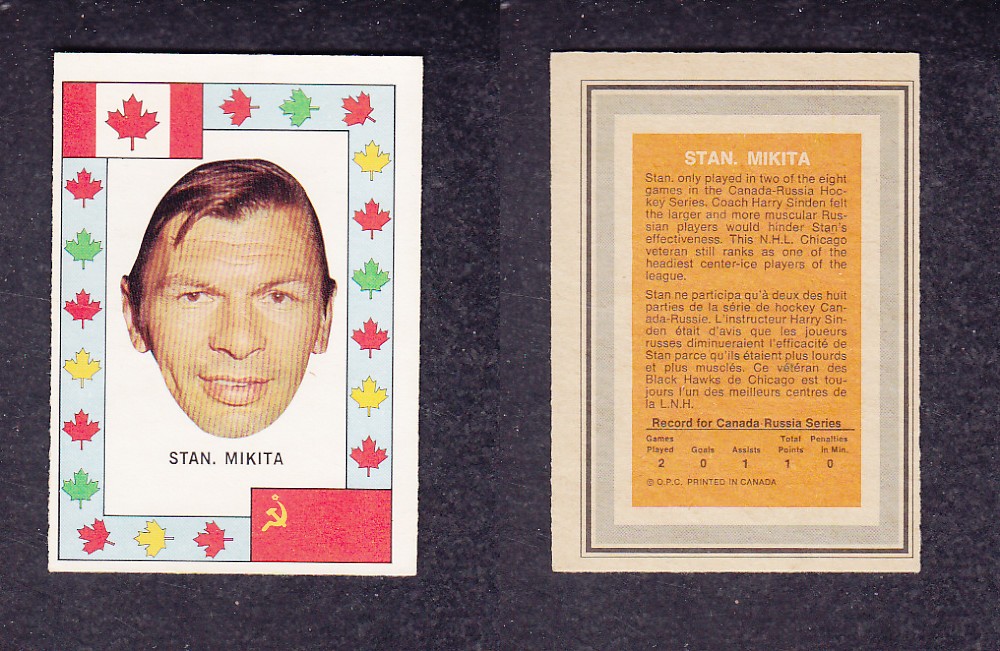 STAN. MIKITA
STAN. MIKITA
Stan. only played in two of the eight
games in the Canada-Russia Hoc-
key Series. Coach Harry Sinden felt
the larger and more muscular Rus-
sian players would hinder Stan's
effectiveness. This N.H.L. Chicago
veteran still ranks as one of the
headiest center-ice players of the
league.
Stan ne participa qu'à deux des huit
parties de la série de hockey Can-
ada-Russie. L'instructeur Harry Sin-
den était d'avis que les joueurs
russes diminueraient l'efficacité de
Stan parce qu'ils étaient plus lourds
et plus musclés. Ce vétéran des
Black Hawks de Chicago est tou-
jours l'un des meilleurs centres de
la L.N.H.
Record for Canada Russia Series
Games Total Penalties
Played Goals Assists Points In Min.
2 0 1 1 0
© O.P.C. PRINTED IN CANADA